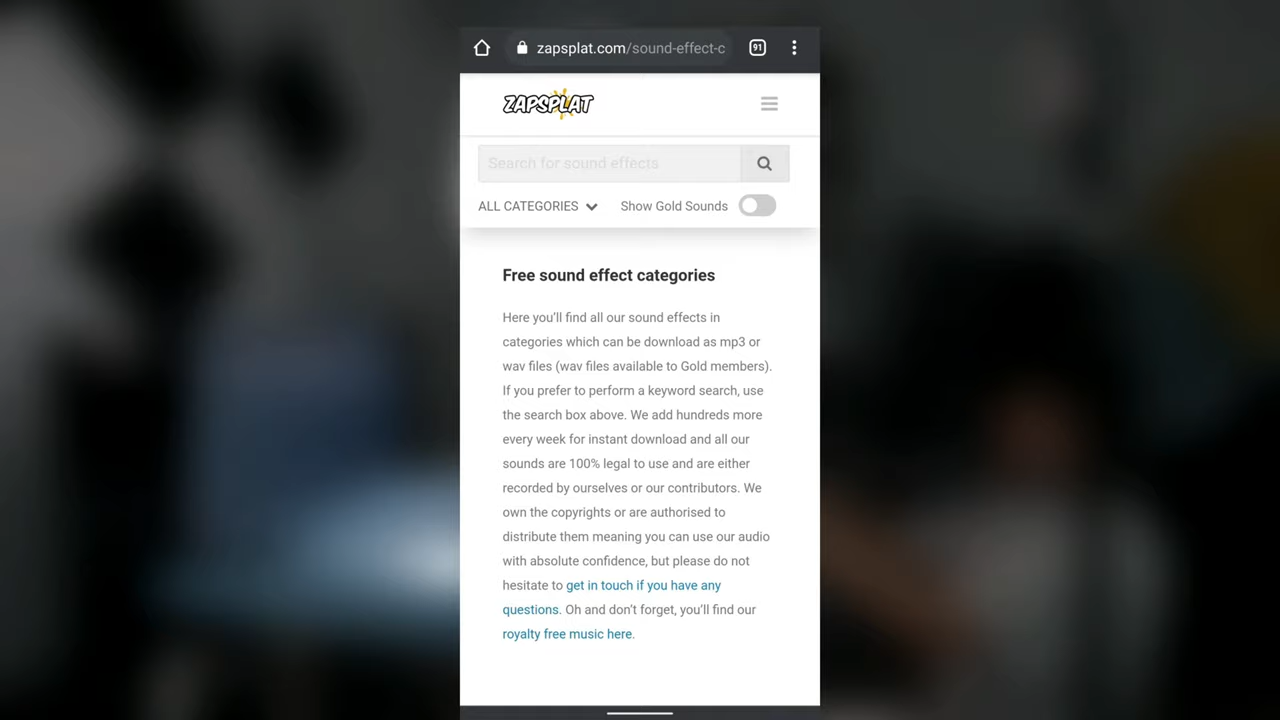 zapsplat.com/sound-effect-c
91
ZAPSPLAT
Search for sound effects
ALL CATEGORIES
Show Gold Sounds
Free sound effect categories
Here you'll find all our sound effects in
categories which can be download as mp3 or
wav files (wav files available to Gold members).
If you prefer to perform a keyword search, use
the search box above. We add hundreds more
every week for instant download and all our
sounds are 100% legal to use and are either
recorded by ourselves or our contributors. We
own the copyrights or are authorised to
distribute them meaning you can use our audio
with absolute confidence, but please do not
hesitate to get in touch if you have any
questions. Oh and don't forget, you'll find our
royalty free music here.